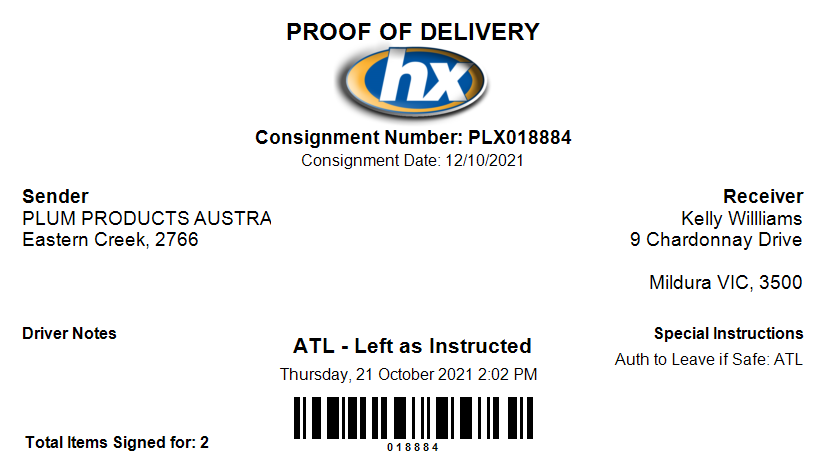 PROOF OF DELIVERY
hx
Consignment Number: PLX018884
Consignment Date: 12/10/2021
Sender
PLUM PRODUCTS AUSTRA
Eastern Creek, 2766
Receiver
Kelly Willliams
9 Chardonnay Drive
Mildura VIC, 3500
Driver Notes
ATL - Left as Instructed
Thursday, 21 October 2021 2:02 PM
Special Instructions
Auth to Leave if Safe: ATL
018884
Total Items Signed for: 2